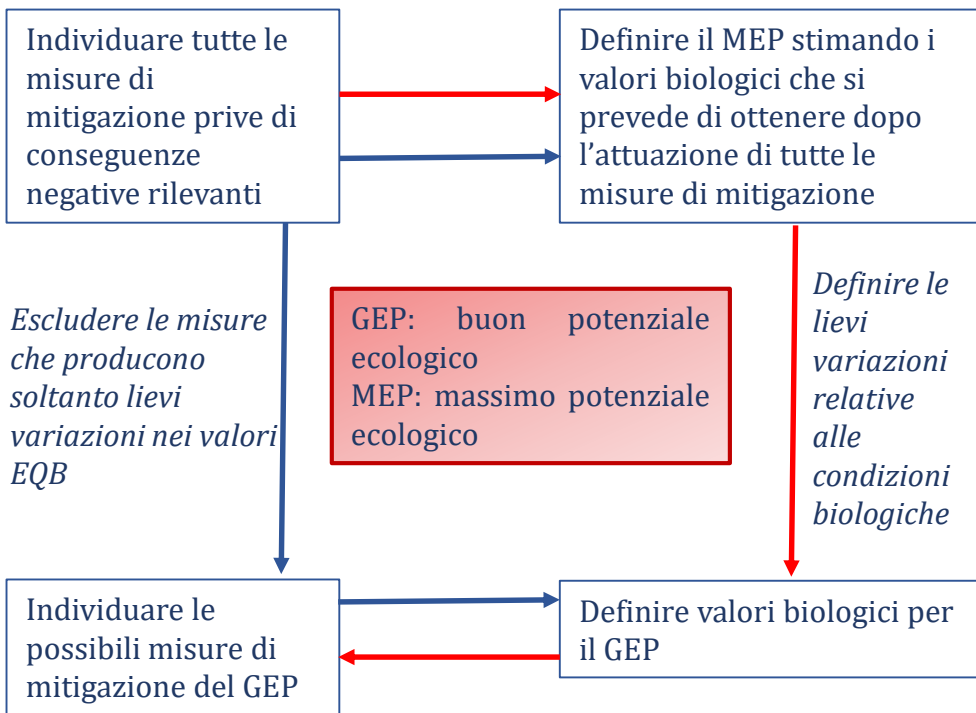 Individuare tutte le
misure di
mitigazione prive di
conseguenze
negative rilevanti
Definire il MEP stimando i
valori biologici che si
prevede di ottenere dopo
l'attuazione di tutte le
misure di mitigazione
Escludere le misure
che producono
soltanto lievi
variazioni nei valori
EQB
GEP: buon potenziale
ecologico
MEP: massimo potenziale
ecologico
Definire le
lievi
variazioni
relative
alle
condizioni
biologiche
Individuare le
possibili misure di
mitigazione del GEP
Definire valori biologici per
il GEP